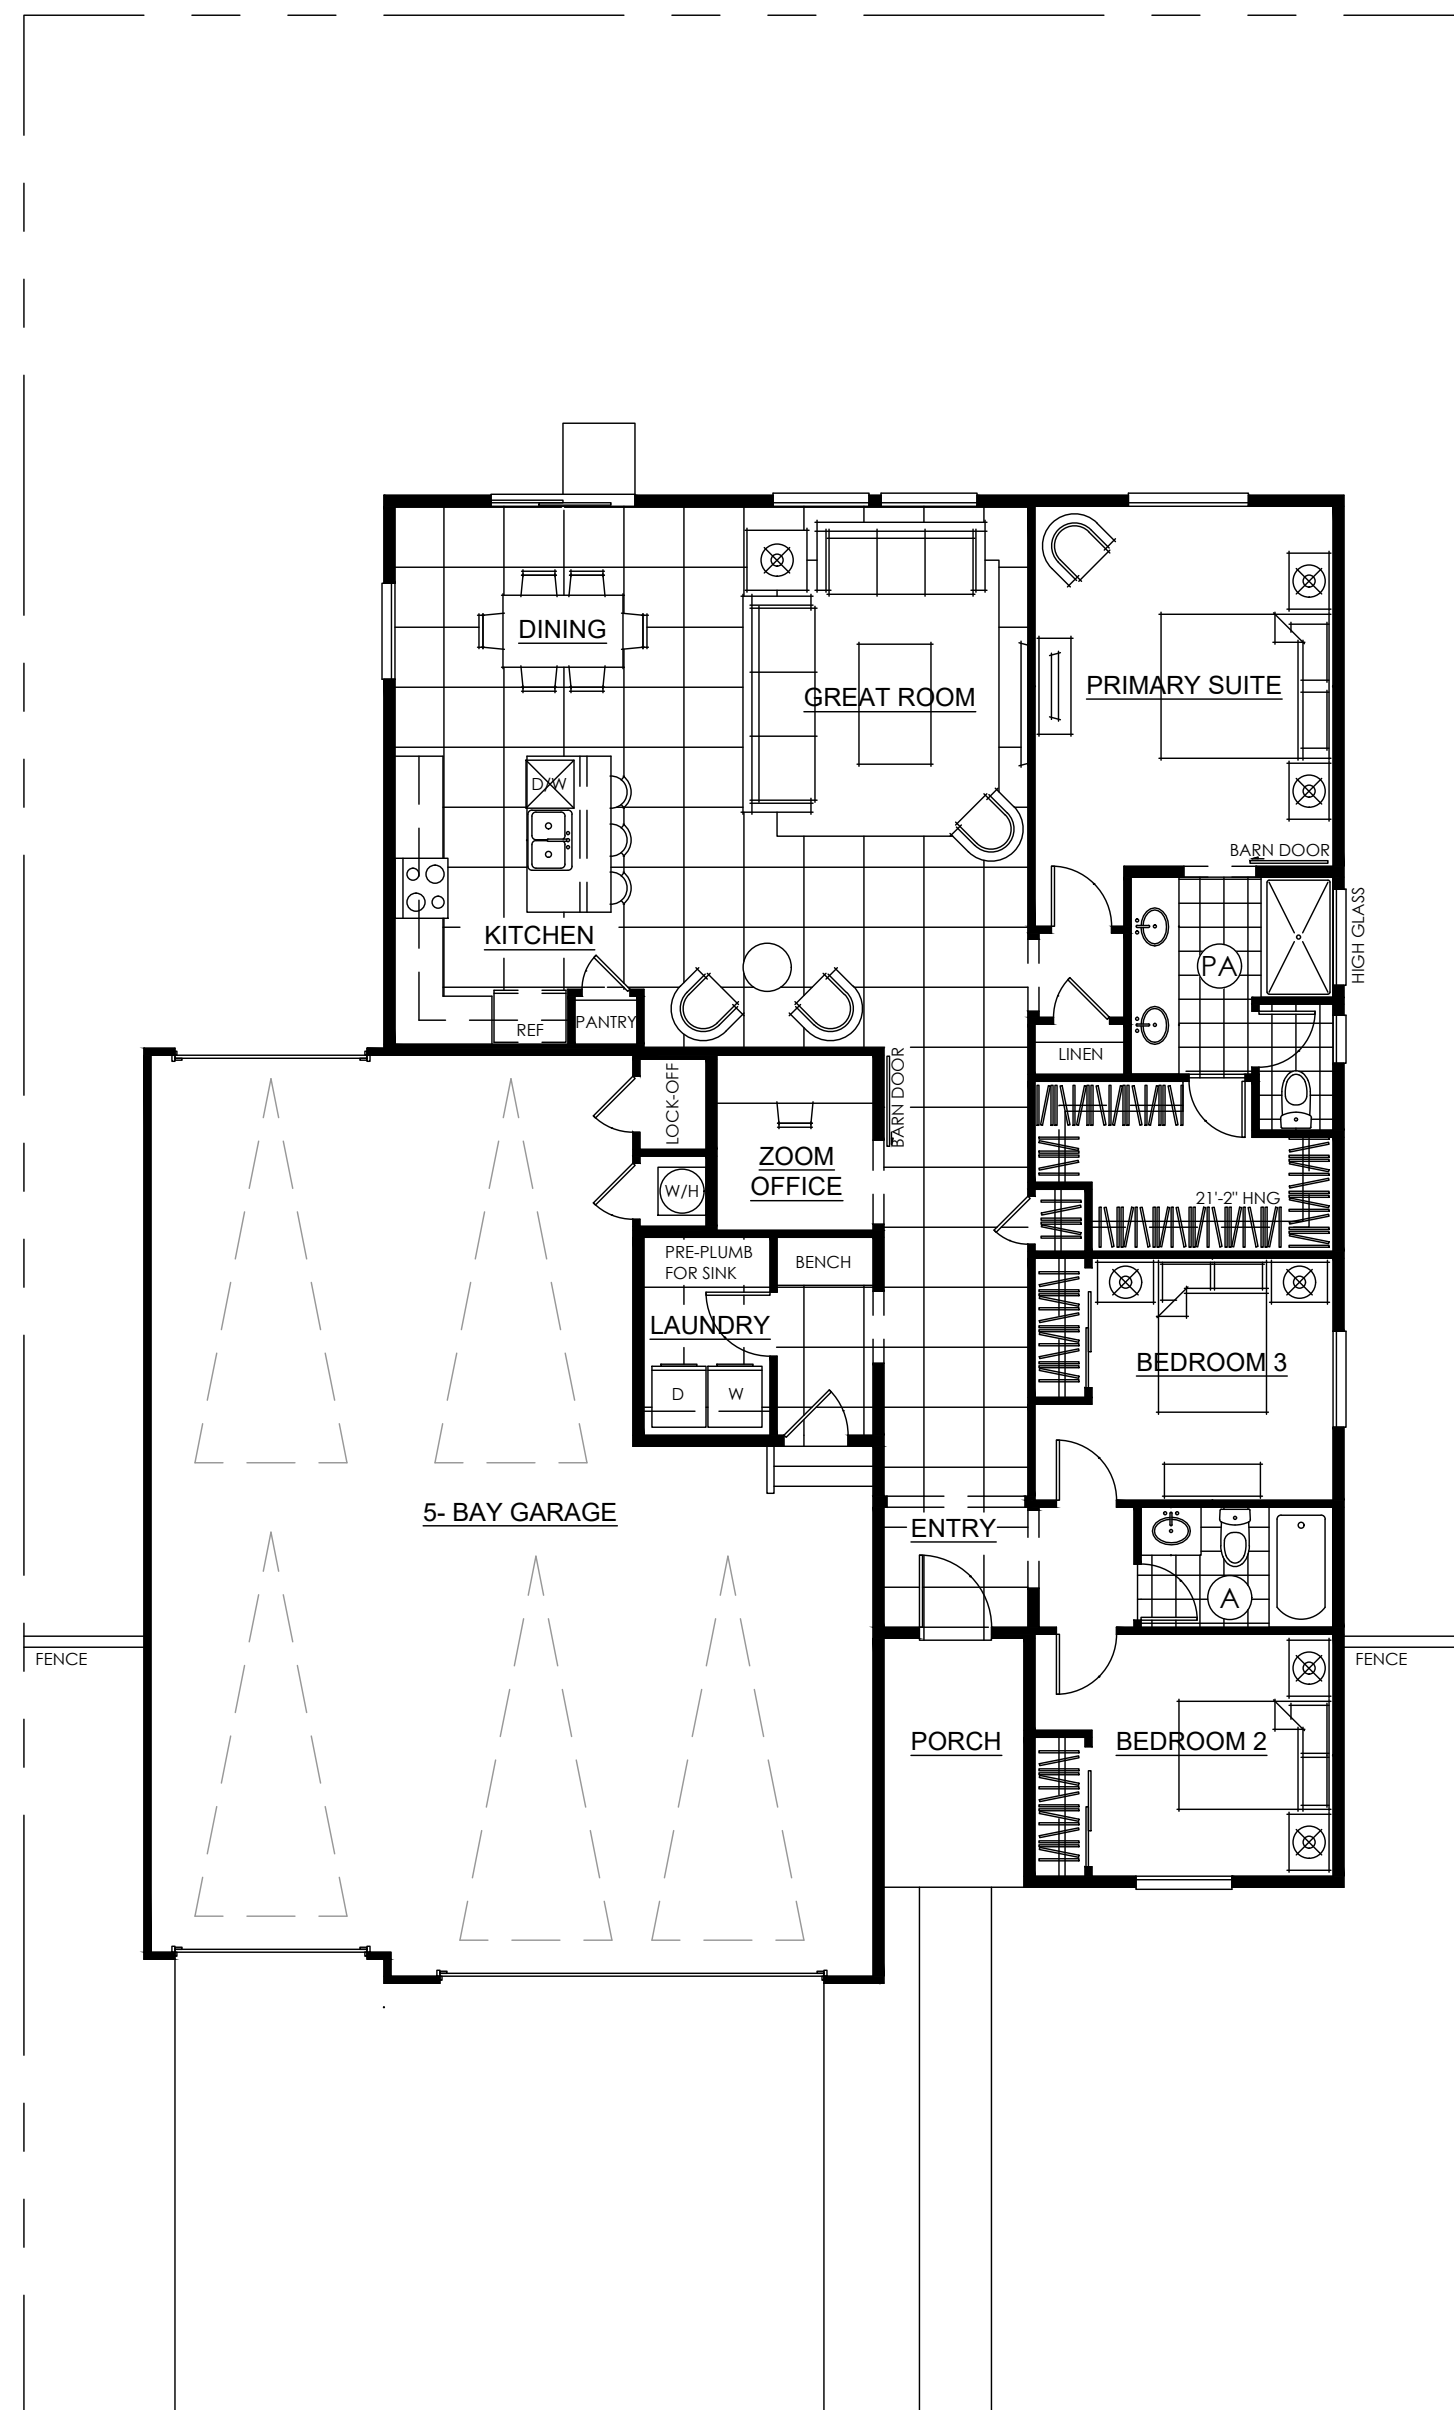 DINING
GREAT ROOM
PRIMARY SUITE
D/W
BARN DOOR
HIGH GLASS
KITCHEN
PA
REF
PANTRY
LINEN
LOCK-OFF
BARN DOOR
ZOOM
OFFICE
W/H
21'-2" HNG
PRE-PLUMB
FOR SINK
BENCH
LAUNDRY
BEDROOM 3
D
W
5- BAY GARAGE
ENTRY
A
FENCE
FENCE
PORCH
BEDROOM 2